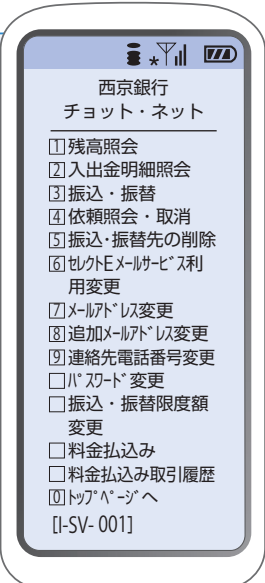 西京銀行
チョット・ネット
1残高照会
2入出金明細照会
3振込・振替
4依頼照会・取消
5振込・振替先の削除
6ｾﾚｸﾄEﾒｰﾙｻｰﾋﾞｽ利
用変更
7ﾒｰﾙｱﾄﾞﾚｽ変更
8追加ﾒｰﾙｱﾄﾞﾚｽ変更
9連絡先電話番号変更
□ﾊﾟｽﾜｰﾄﾞ変更
□振込・振替限度額
変更
□料金払込み
□料金払込み取引履歴
0ﾄｯﾌﾟﾍﾟｰｼﾞへ
[I-SV-001]